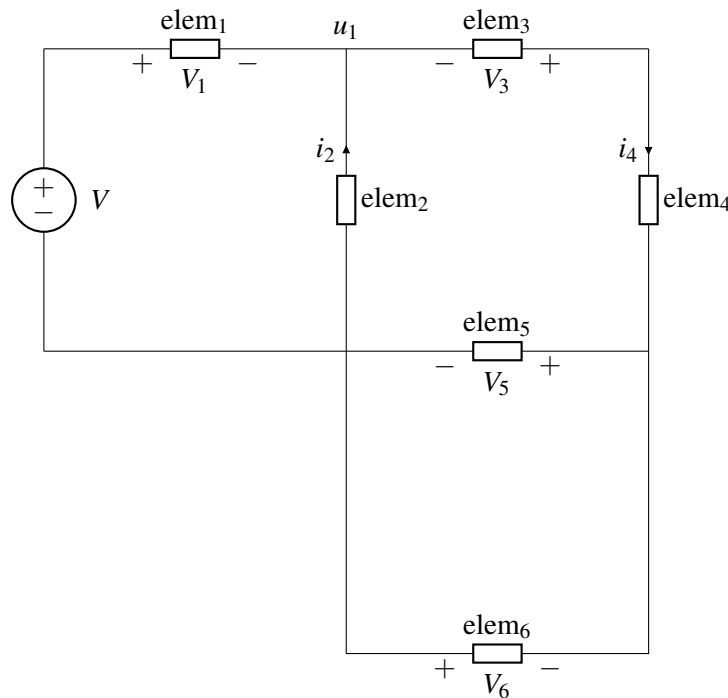 elem₁
u₁
elem₃
+ V₁ −
− V₃ +
i₂
i₄
+
−
V
elem₂
elem₄
elem₅
− V₅ +
elem₆
+ V₆ −